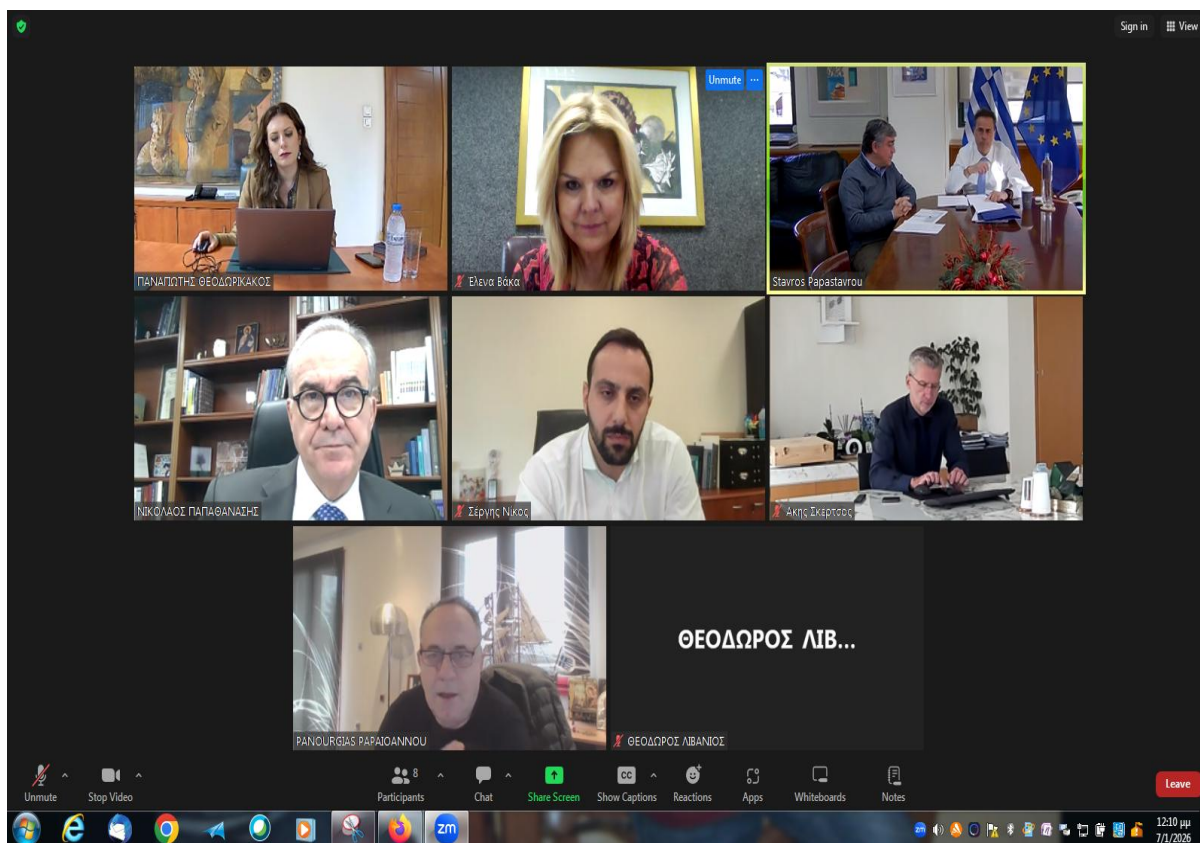 Sign in
View
Unmute
...
ΠΑΝΑΓΙΩΤΗΣ ΘΕΟΔΩΡΙΚΑΚΟΣ
Έλενα Βάκα
Stavros Papastavrou
ΝΙΚΟΛΑΟΣ ΠΑΠΑΘΑΝΑΣΗΣ
Σέργης Νίκος
Άκης Σκέρτσος
ΘΕΟΔΩΡΟΣ ΛΙΒ...
PANOURGIAS PAPAIOANNOU
ΘΕΟΔΩΡΟΣ ΛΙΒΑΝΙΟΣ
8
CC
Unmute
Stop Video
Participants
Chat
Share Screen
Show Captions
Reactions
Apps
Whiteboards
Notes
Leave
zm
12:10 μμ
7/1/2026